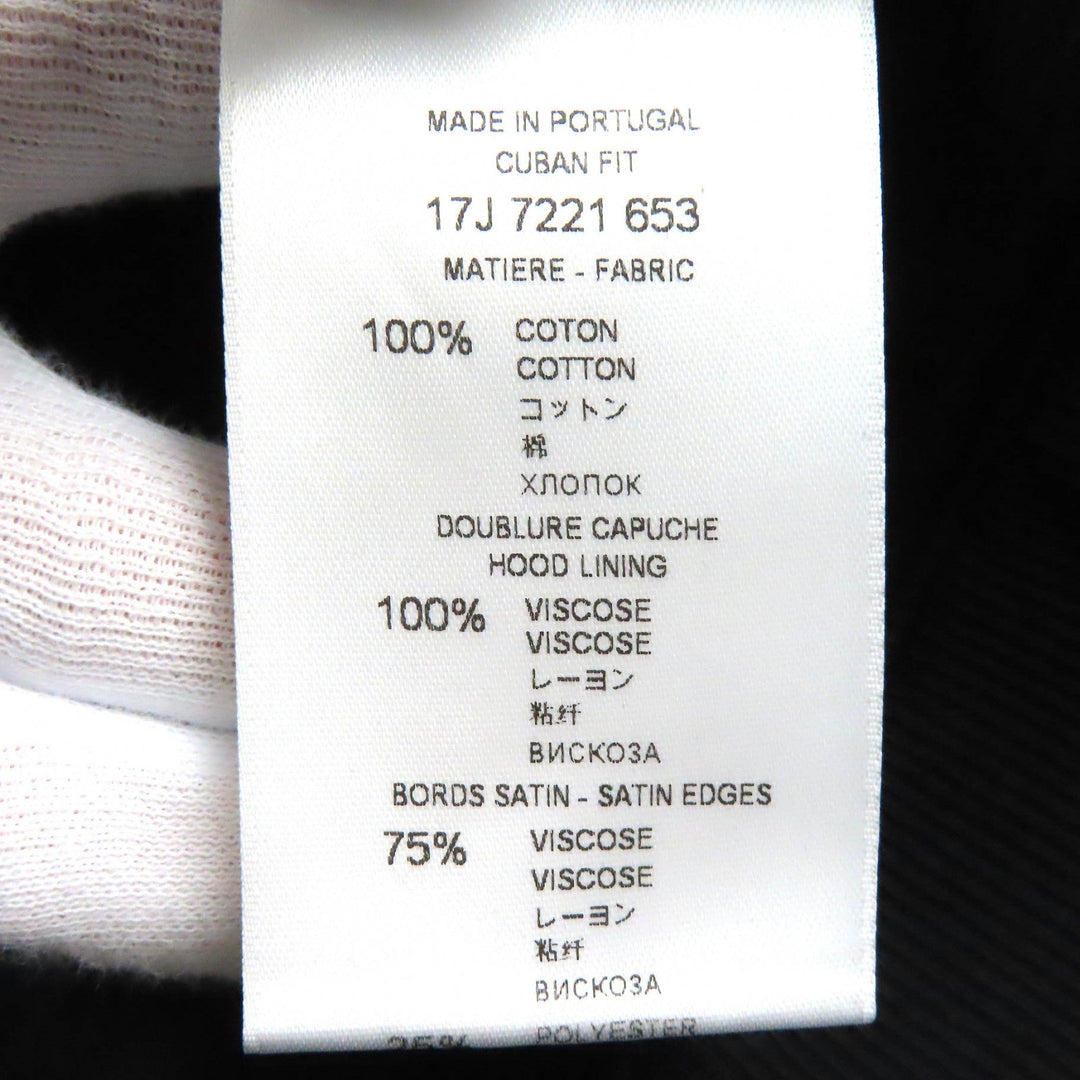 MADE IN PORTUGAL
CUBAN FIT
17J 7221 653
MATIERE - FABRIC
100% COTON
COTTON
コットン
棉
ХЛОПОК
DOUBLURE CAPUCHE
HOOD LINING
100% VISCOSE
VISCOSE
レーヨン
粘纤
ВИСКОЗА
BORDS SATIN - SATIN EDGES
75% VISCOSE
VISCOSE
レーヨン
粘纤
ВИСКОЗА
POLYESTER